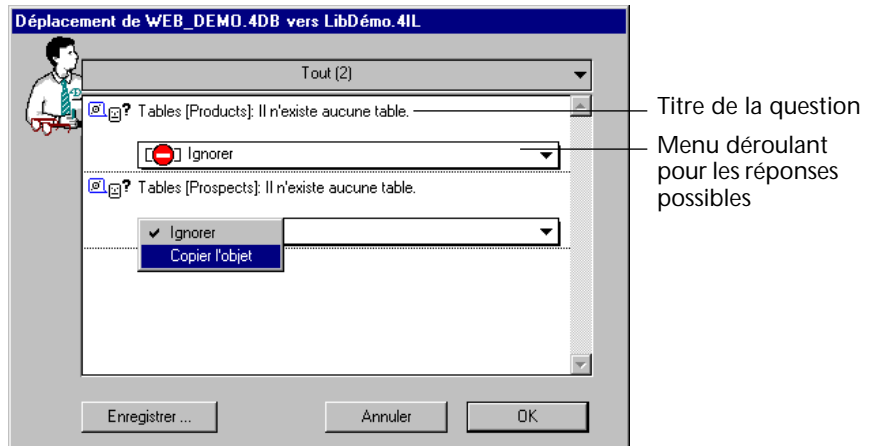 Déplacement de WEB_DEMO.4DB vers LibDémo.4IL
Tout (2)
? Tables [Products]: Il n'existe aucune table.
Titre de la question
Ignorer
Menu déroulant
pour les réponses
possibles
? Tables [Prospects]: Il n'existe aucune table.
Ignorer
Copier l'objet
Enregistrer ...
Annuler
OK